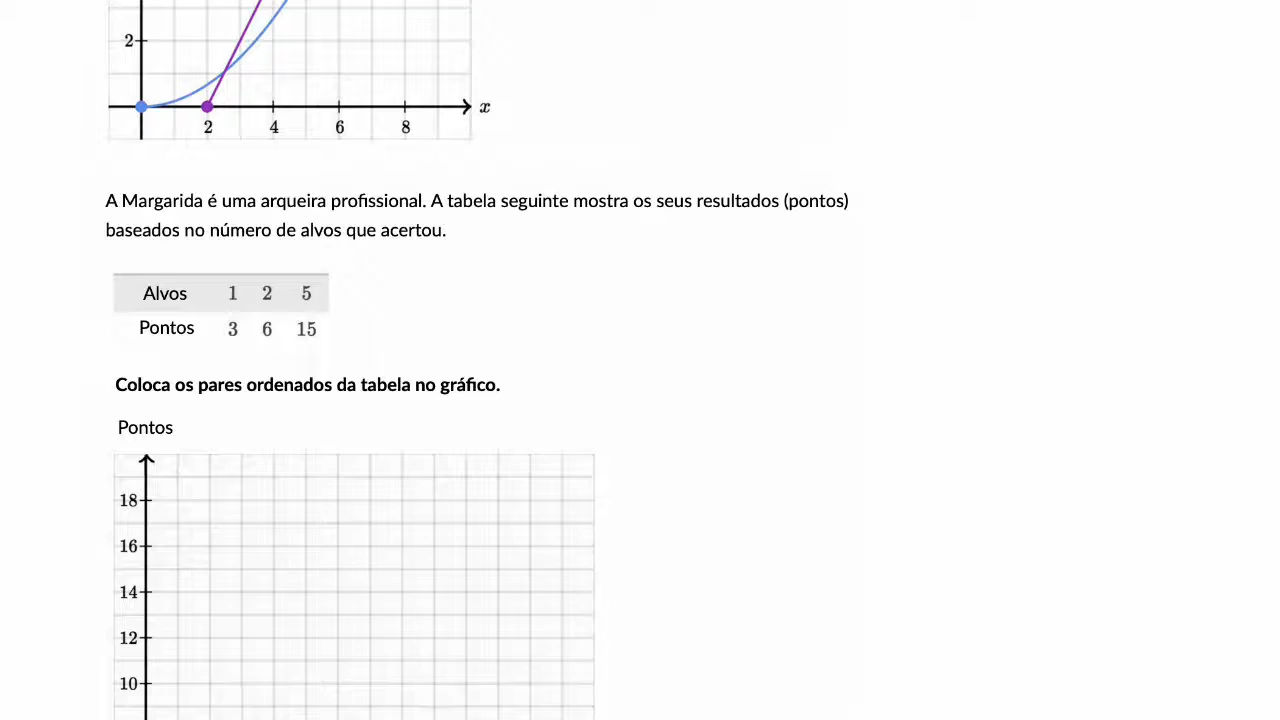 2
x
2 4 6 8
A Margarida é uma arqueira profissional. A tabela seguinte mostra os seus resultados (pontos)
baseados no número de alvos que acertou.
Alvos 1 2 5
Pontos 3 6 15
Coloca os pares ordenados da tabela no gráfico.
Pontos
18
16
14
12
10